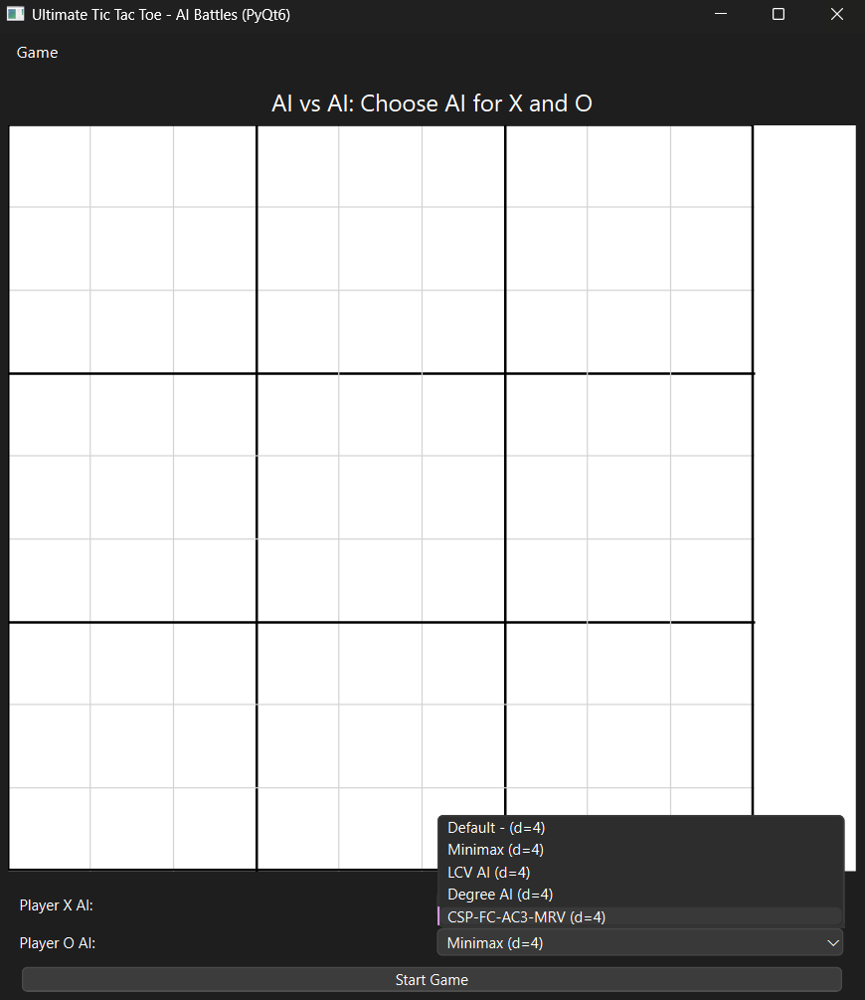 Ultimate Tic Tac Toe - AI Battles (PyQt6)
Game
AI vs AI: Choose AI for X and O
Default - (d=4)
Minimax (d=4)
LCV AI (d=4)
Degree AI (d=4)
Player X AI:
CSP-FC-AC3-MRV (d=4)
Player O AI:
Minimax (d=4)
Start Game